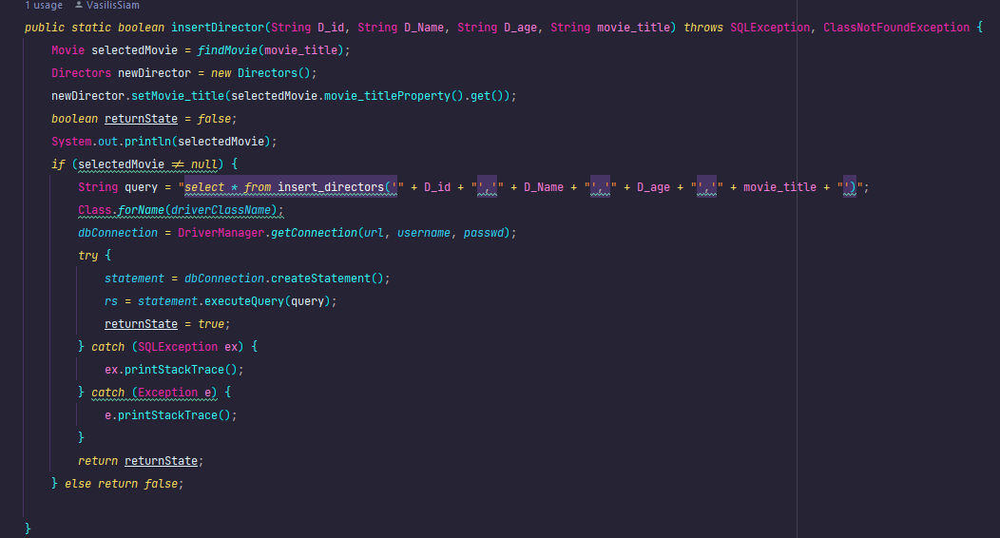 1 usage VasilisSiam
public static boolean insertDirector(String D_id, String D_Name, String D_age, String movie_title) throws SQLException, ClassNotFoundException {
Movie selectedMovie = findMovie(movie_title);
Directors newDirector = new Directors();
newDirector.setMovie_title(selectedMovie.movie_titleProperty().get());
boolean returnState = false;
System.out.println(selectedMovie);
if (selectedMovie ≠ null) {
String query = "select * from insert_directors('" + D_id + "','" + D_Name + "','" + D_age + "','" + movie_title + "')";
Class.forName(driverClassName);
dbConnection = DriverManager.getConnection(url, username, passwd);
try {
statement = dbConnection.createStatement();
rs = statement.executeQuery(query);
returnState = true;
} catch (SQLException ex) {
ex.printStackTrace();
} catch (Exception e) {
e.printStackTrace();
}
return returnState;
} else return false;
}